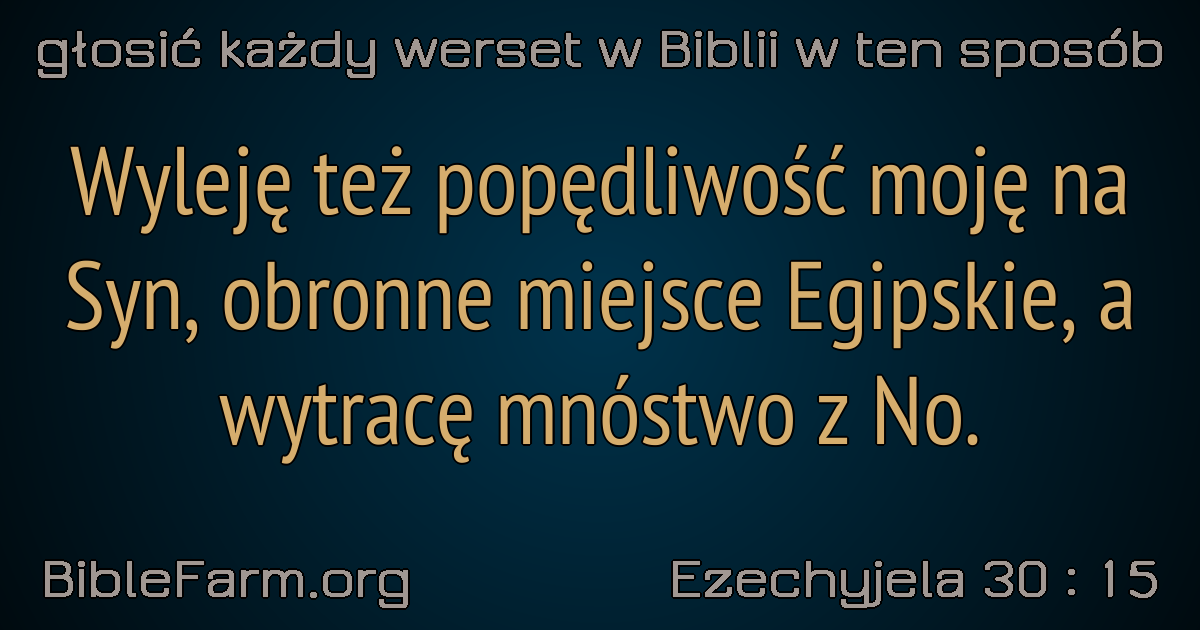 głosić każdy werset w Biblii w ten sposób
Wyleję też popędliwość moję na
Syn, obronne miejsce Egipskie, a
wytracę mnóstwo z No.
BibleFarm.org
Ezechyjela 30 : 15